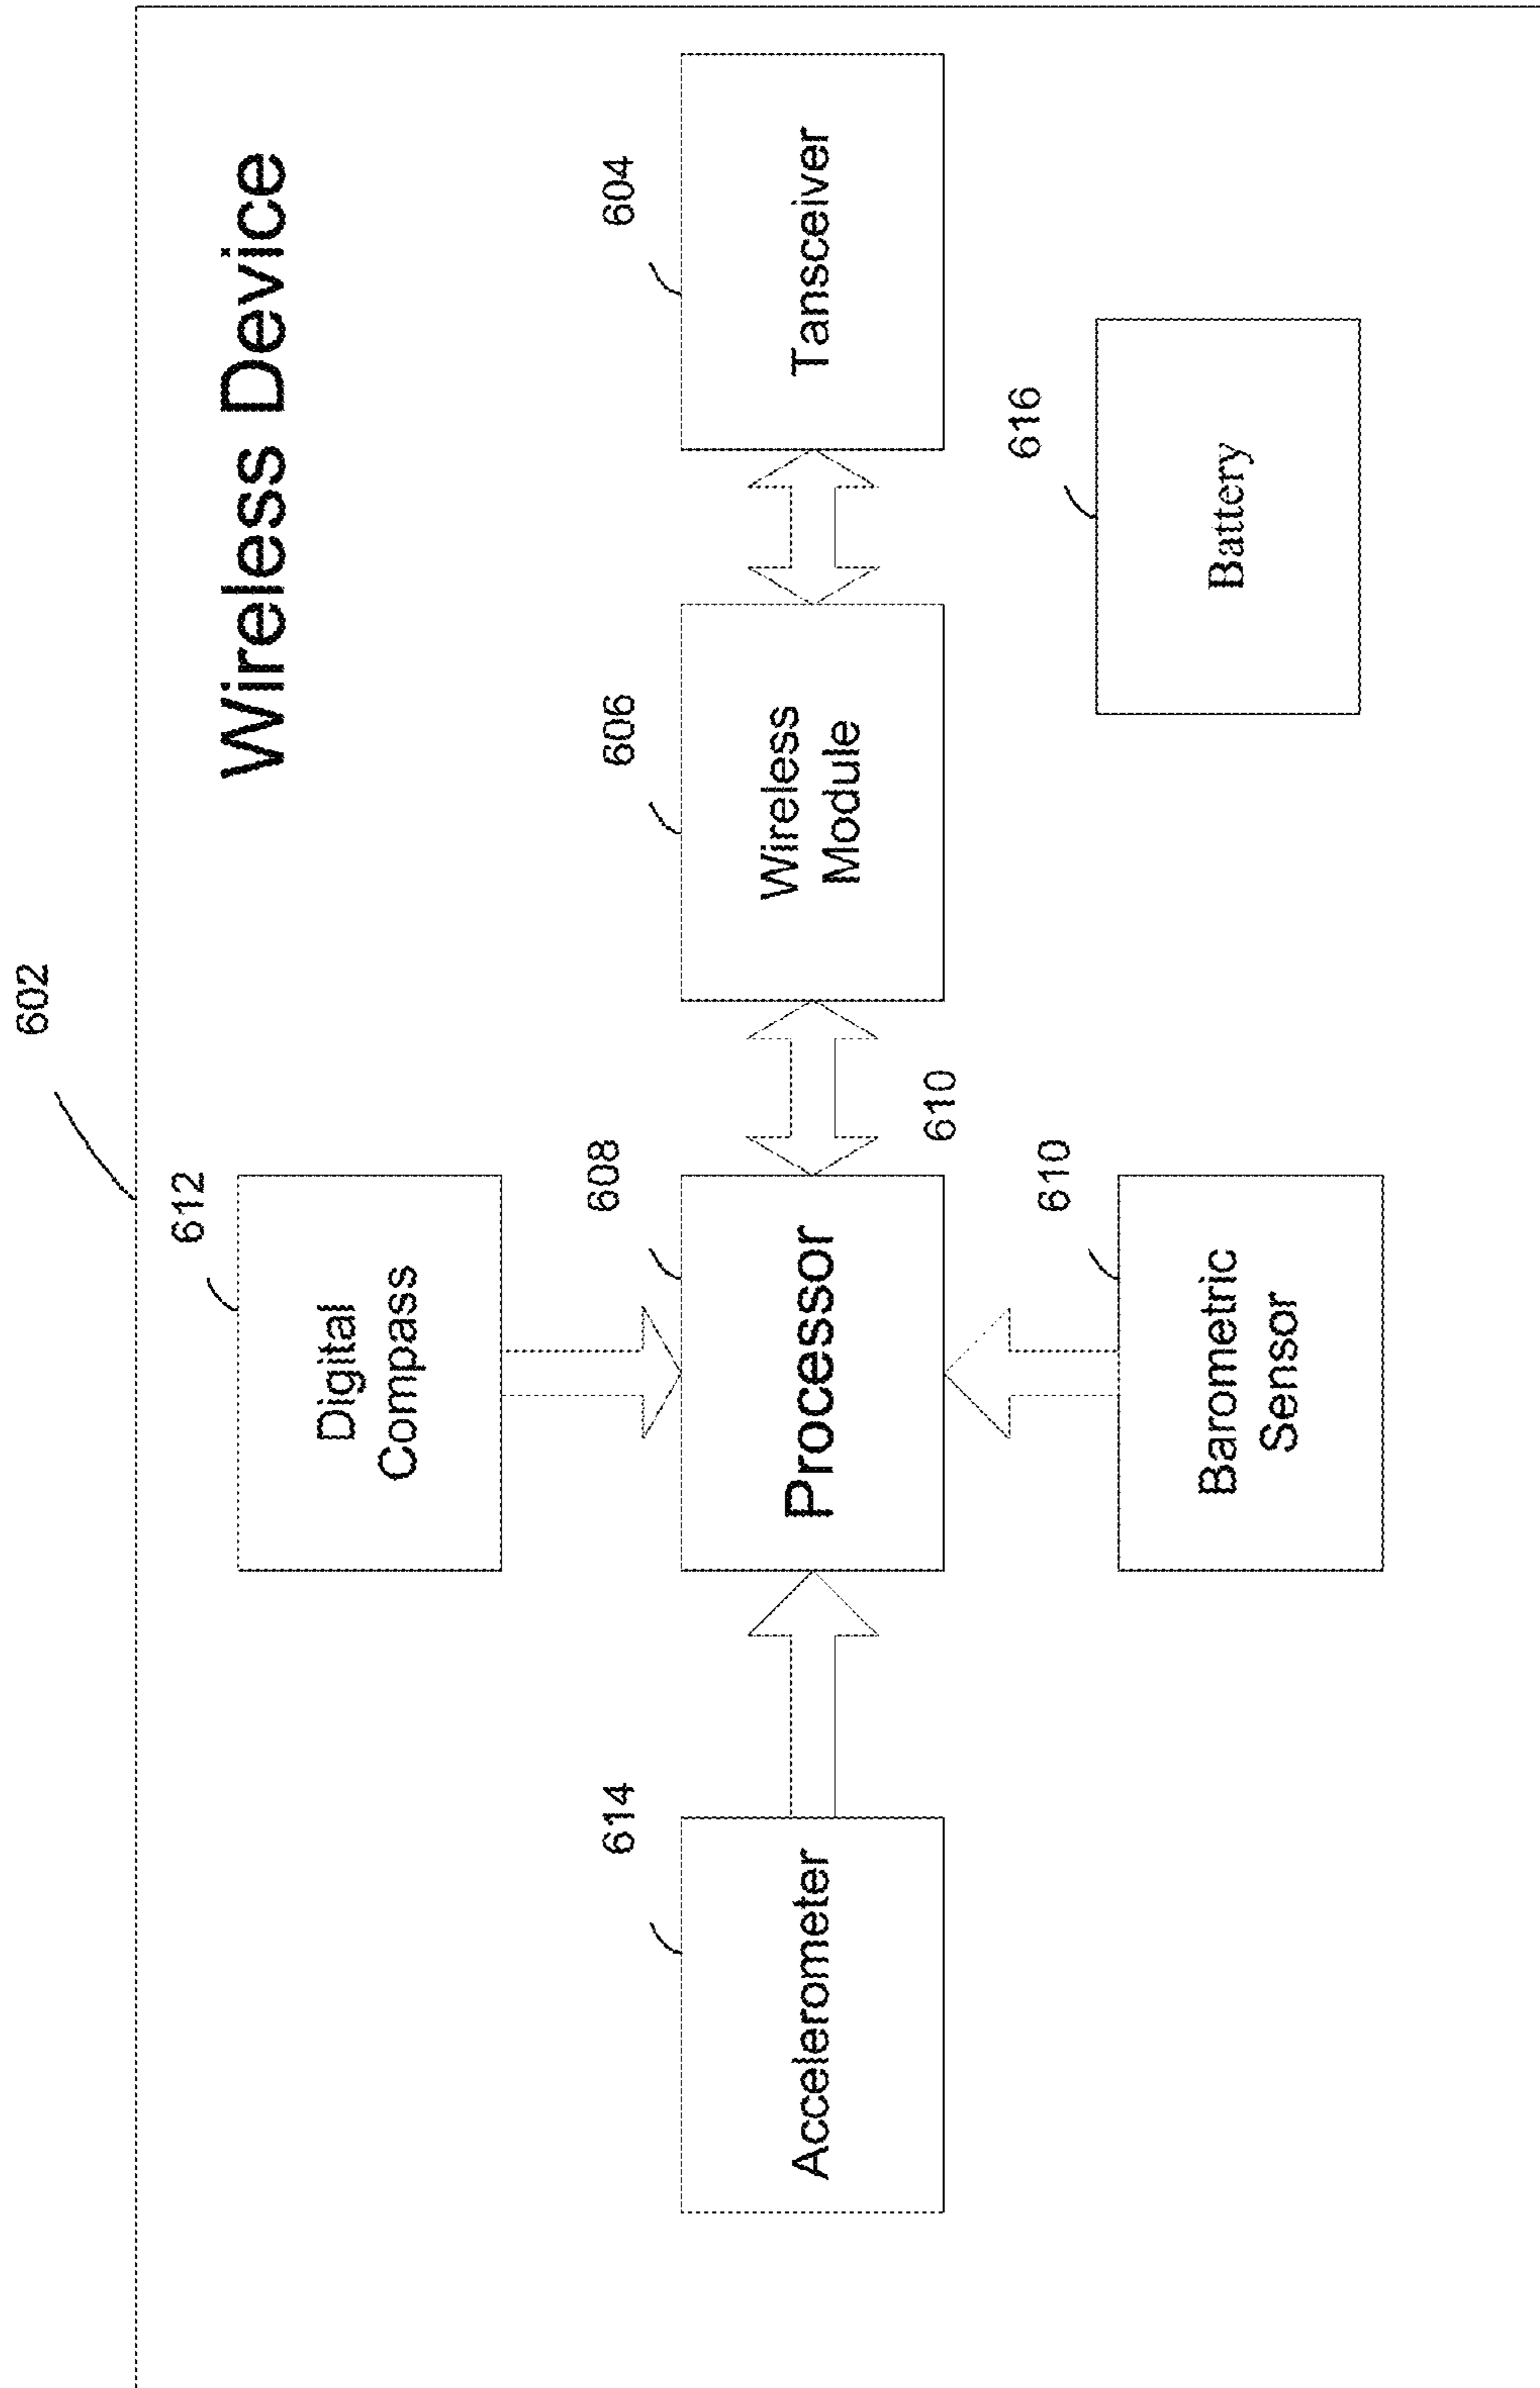 602
Wireless Device
612
Digital
Compass
614
Accelerometer
608
Processor
606
Wireless
Module
604
Tansceiver
610
610
Barometric
Sensor
616
Battery